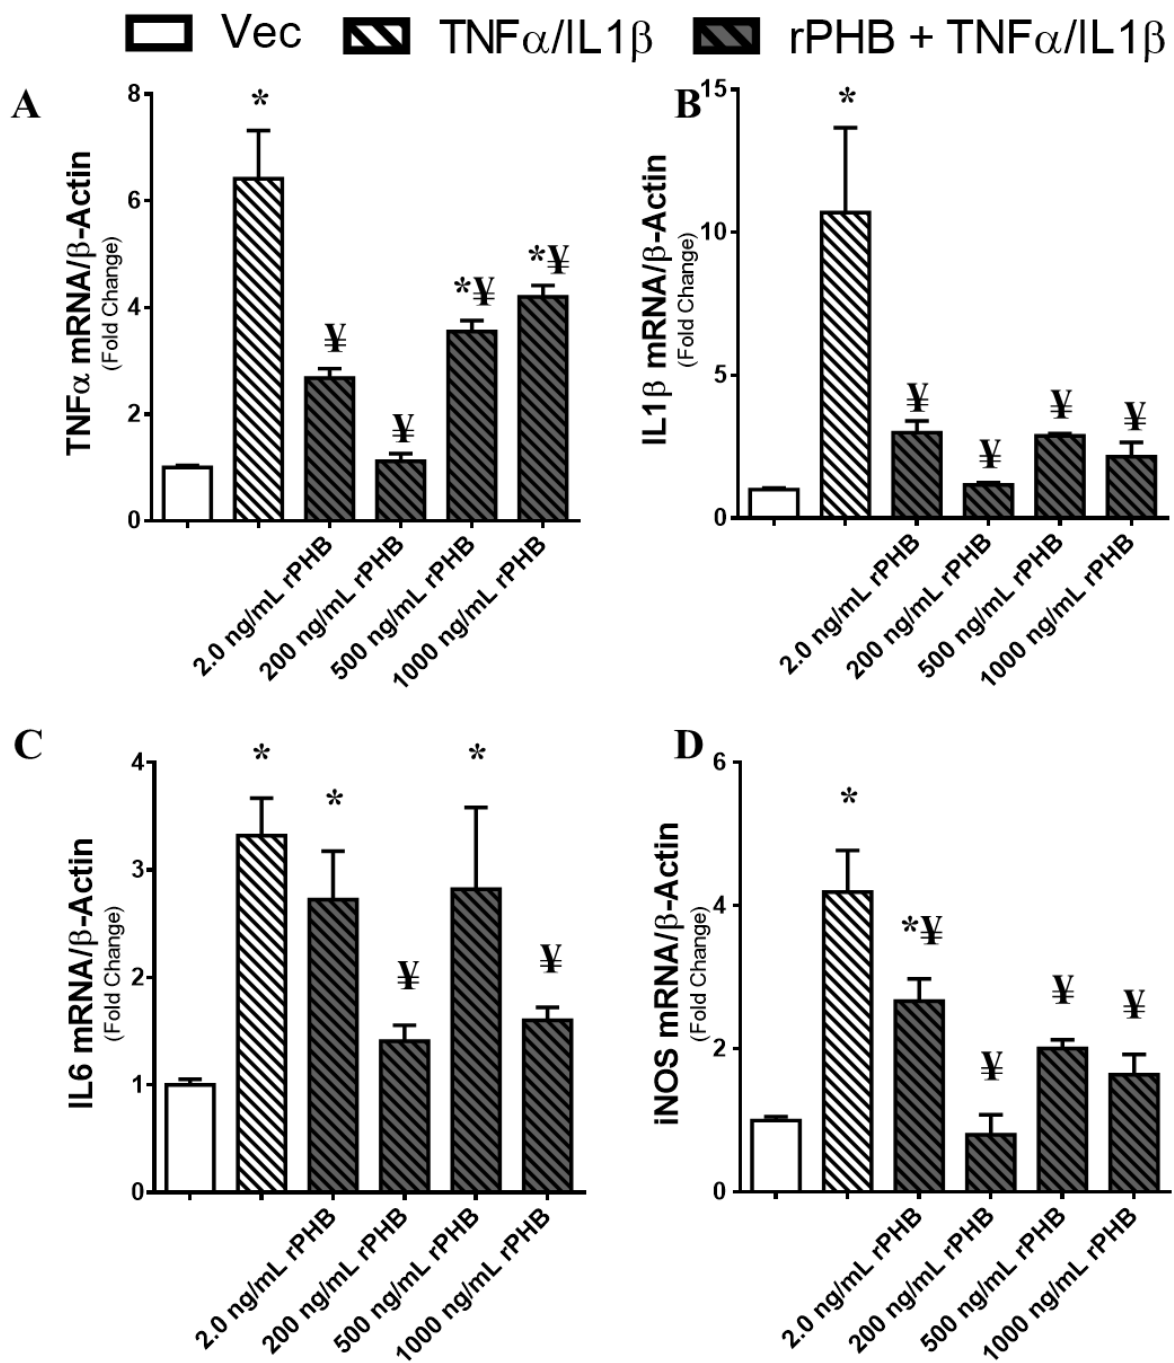 Vec TNFα/IL1β rPHB + TNFα/IL1β
A
TNFα mRNA/β-Actin
(Fold Change)
8
6
4
2
0
*
¥
¥
*¥
*¥
2.0 ng/mL rPHB
200 ng/mL rPHB
500 ng/mL rPHB
1000 ng/mL rPHB
B
IL1β mRNA/β-Actin
(Fold Change)
15
10
5
0
*
¥
¥
¥
¥
2.0 ng/mL rPHB
200 ng/mL rPHB
500 ng/mL rPHB
1000 ng/mL rPHB
C
IL6 mRNA/β-Actin
(Fold Change)
4
3
2
1
0
*
*
¥
*
¥
2.0 ng/mL rPHB
200 ng/mL rPHB
500 ng/mL rPHB
1000 ng/mL rPHB
D
iNOS mRNA/β-Actin
(Fold Change)
6
4
2
0
*
*¥
¥
¥
¥
2.0 ng/mL rPHB
200 ng/mL rPHB
500 ng/mL rPHB
1000 ng/mL rPHB